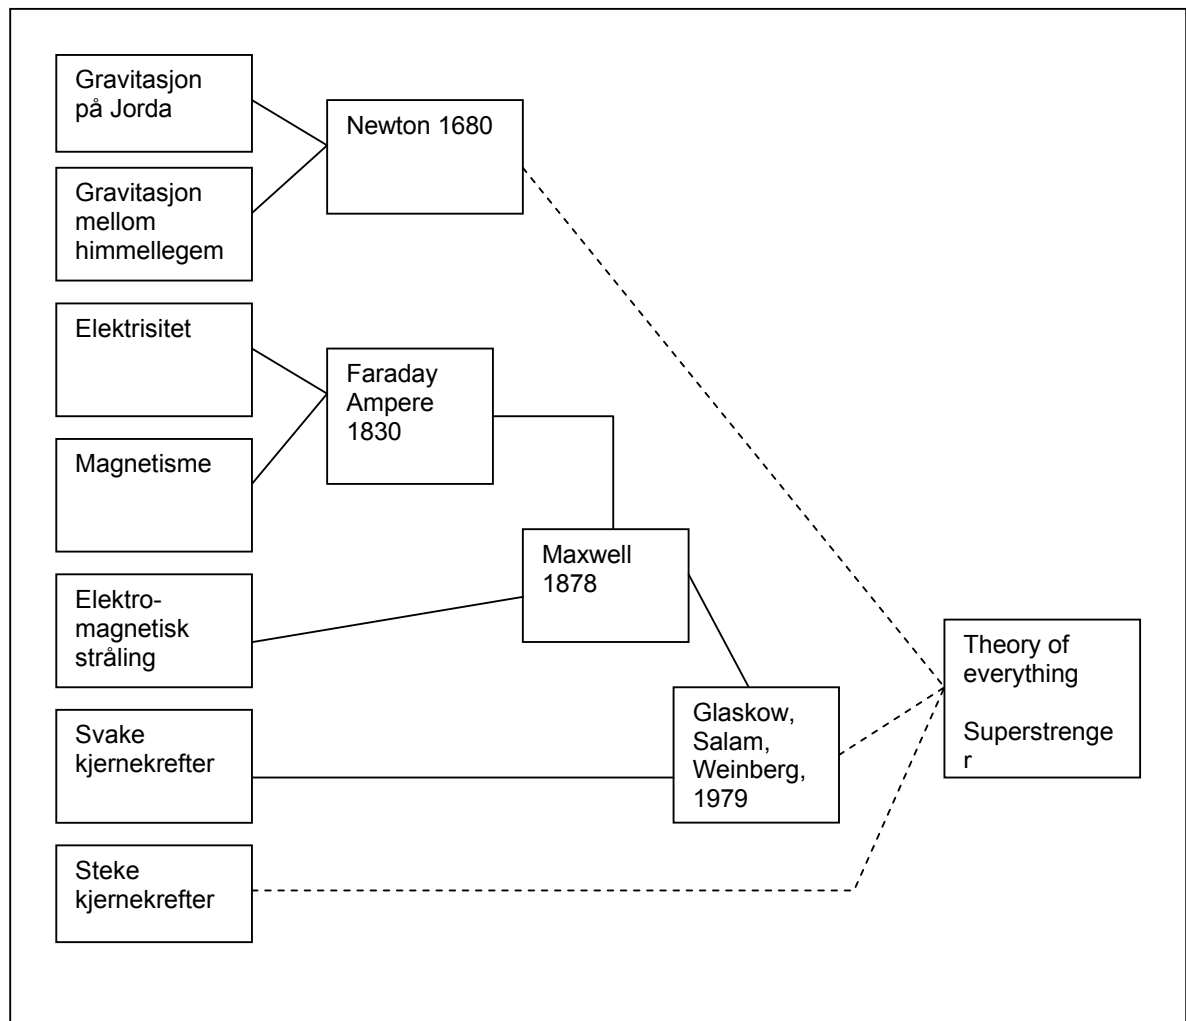 Gravitasjon
på Jorda
Newton 1680
Gravitasjon
mellom
himmellegem
Elektrisitet
Faraday
Ampere
1830
Magnetisme
Maxwell
1878
Elektro-
magnetisk
stråling
Theory of
everything
Superstrenge
r
Glaskow,
Salam,
Weinberg,
1979
Svake
kjernekrefter
Steke
kjernekrefter